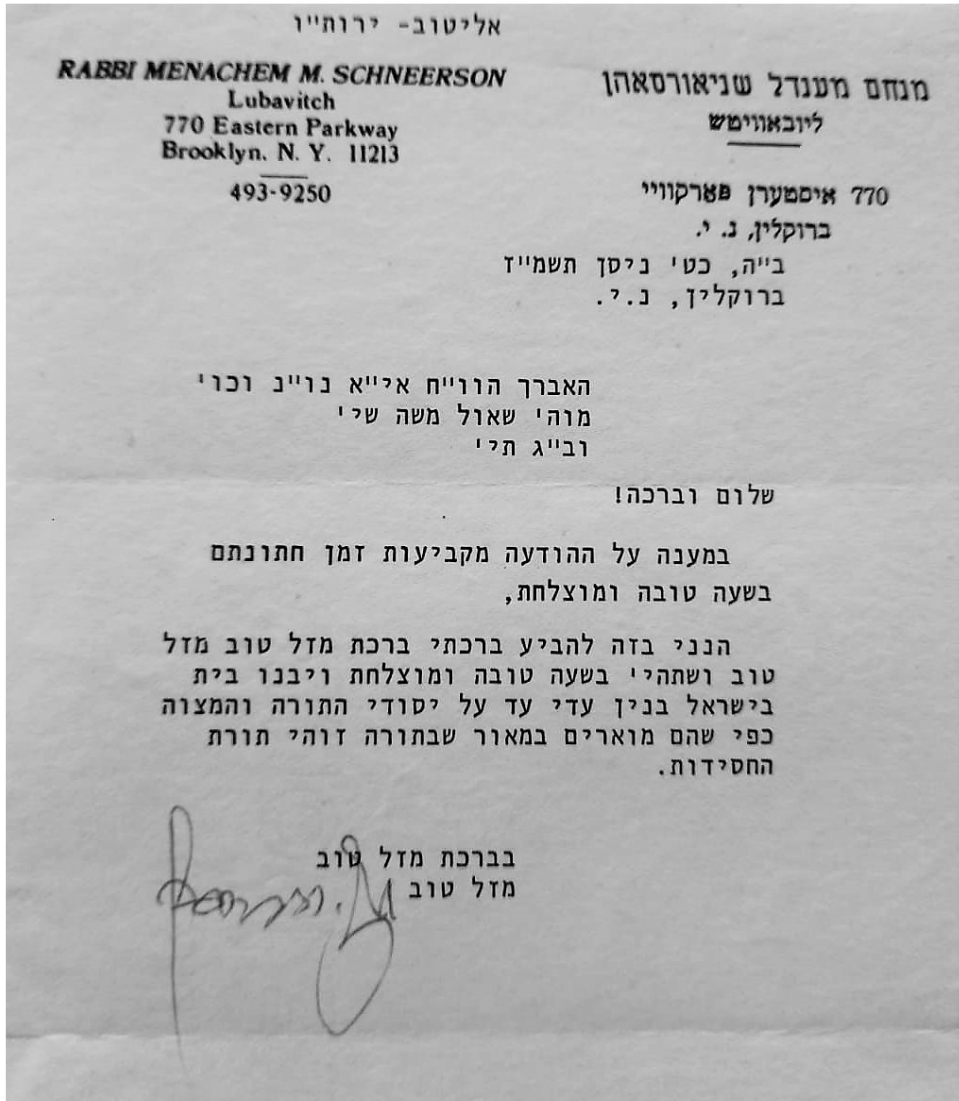 אליטוב- ירות״ו
RABBI MENACHEM M. SCHNEERSON
Lubavitch
770 Eastern Parkway
Brooklyn. N. Y. 11213
493-9250
מנחם מענדל שניאורסאהן
ליובאוויטש
770 איסטערן פארקוויי
ברוקלין, נ. י.
ב״ה, כט' ניסן תשמ״ז
ברוקלין, נ.י.
האברך הוו״ח אי״א נו״נ וכו'
מוה' שאול משה שי'
וב״ג תי'
שלום וברכה!
במענה על ההודעה מקביעות זמן חתונתם
בשעה טובה ומוצלחת,
הנני בזה להביע ברכתי ברכת מזל טוב מזל
טוב ושתהי' בשעה טובה ומוצלחת ויבנו בית
בישראל בנין עדי עד על יסודי התורה והמצוה
כפי שהם מוארים במאור שבתורה זוהי תורת
החסידות.
בברכת מזל טוב
מזל טוב